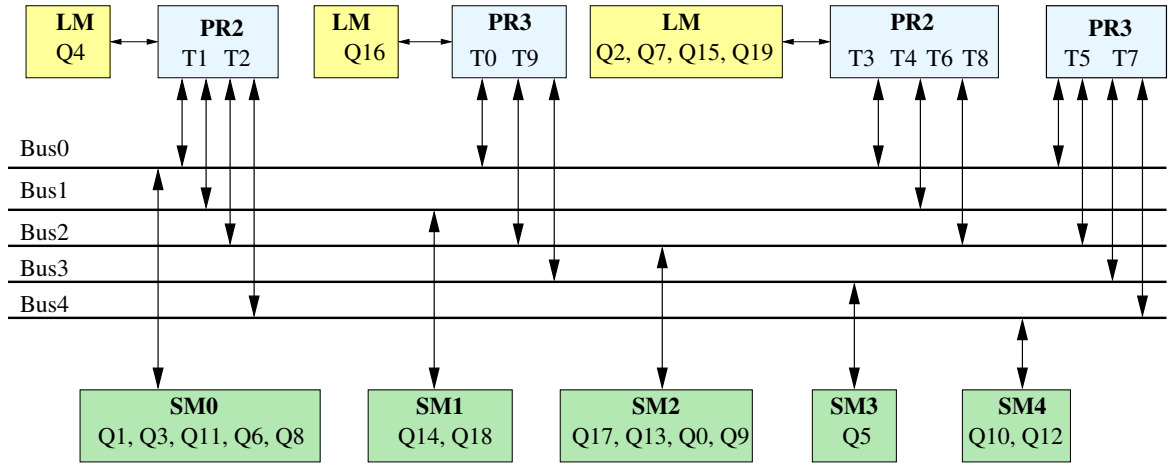 LM
Q4
PR2
T1 T2
LM
Q16
PR3
T0 T9
LM
Q2, Q7, Q15, Q19
PR2
T3 T4 T6 T8
PR3
T5 T7
Bus0
Bus1
Bus2
Bus3
Bus4
SM0
Q1, Q3, Q11, Q6, Q8
SM1
Q14, Q18
SM2
Q17, Q13, Q0, Q9
SM3
Q5
SM4
Q10, Q12